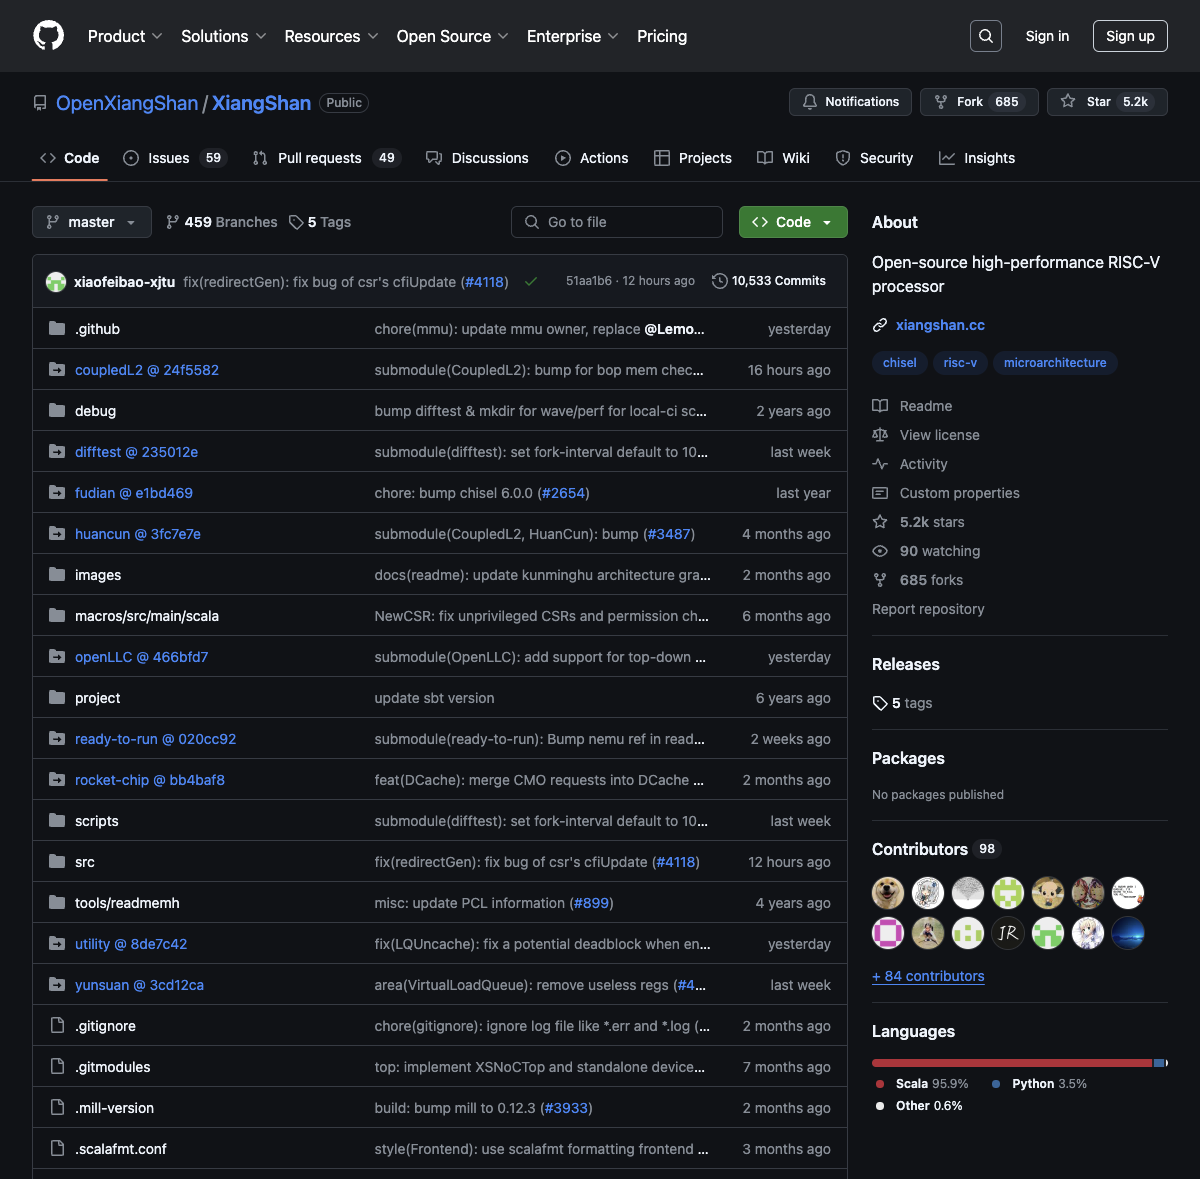 Product Solutions Resources Open Source Enterprise Pricing Sign in Sign up
OpenXiangShan / XiangShan Public Notifications Fork 685 Star 5.2k
Code Issues 59 Pull requests 49 Discussions Actions Projects Wiki Security Insights
master 459 Branches 5 Tags Go to file Code
xiaofeibao-xjtu fix(redirectGen): fix bug of csr's cfiUpdate (#4118) 51aa1b6 · 12 hours ago 10,533 Commits
.github chore(mmu): update mmu owner, replace @Lemo... yesterday
coupledL2 @ 24f5582 submodule(CoupledL2): bump for bop mem chec... 16 hours ago
debug bump difftest & mkdir for wave/perf for local-ci sc... 2 years ago
difftest @ 235012e submodule(difftest): set fork-interval default to 10... last week
fudian @ e1bd469 chore: bump chisel 6.0.0 (#2654) last year
huancun @ 3fc7e7e submodule(CoupledL2, HuanCun): bump (#3487) 4 months ago
images docs(readme): update kunminghu architecture gra... 2 months ago
macros/src/main/scala NewCSR: fix unprivileged CSRs and permission ch... 6 months ago
openLLC @ 466bfd7 submodule(OpenLLC): add support for top-down ... yesterday
project update sbt version 6 years ago
ready-to-run @ 020cc92 submodule(ready-to-run): Bump nemu ref in read... 2 weeks ago
rocket-chip @ bb4baf8 feat(DCache): merge CMO requests into DCache ... 2 months ago
scripts submodule(difftest): set fork-interval default to 10... last week
src fix(redirectGen): fix bug of csr's cfiUpdate (#4118) 12 hours ago
tools/readmemh misc: update PCL information (#899) 4 years ago
utility @ 8de7c42 fix(LQUncache): fix a potential deadblock when en... yesterday
yunsuan @ 3cd12ca area(VirtualLoadQueue): remove useless regs (#4... last week
.gitignore chore(gitignore): ignore log file like *.err and *.log (... 2 months ago
.gitmodules top: implement XSNoCTop and standalone device... 7 months ago
.mill-version build: bump mill to 0.12.3 (#3933) 2 months ago
.scalafmt.conf style(Frontend): use scalafmt formatting frontend ... 3 months ago
About
Open-source high-performance RISC-V
processor
xiangshan.cc
chisel risc-v microarchitecture
Readme
View license
Activity
Custom properties
5.2k stars
90 watching
685 forks
Report repository
Releases
5 tags
Packages
No packages published
Contributors 98
JR
+ 84 contributors
Languages
Scala 95.9% Python 3.5%
Other 0.6%